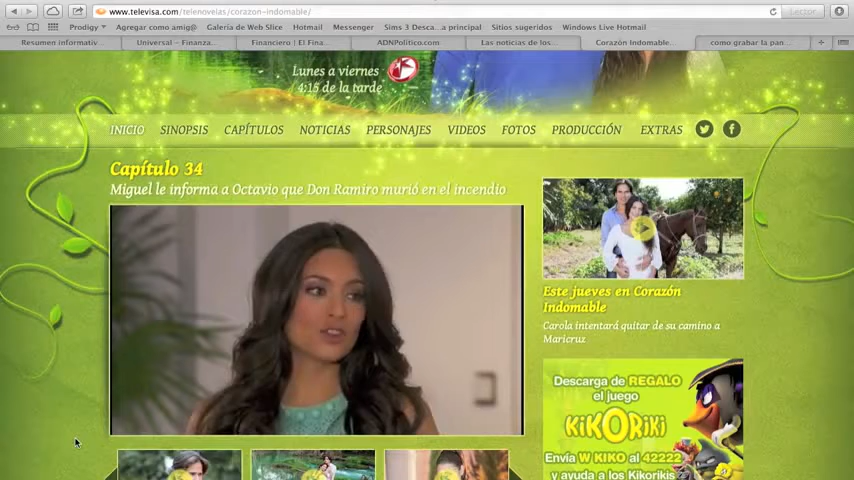 www.televisa.com/telenovelas/corazon-indomable/
Lector
Prodigy
Agregar como amig@
Galería de Web Slice
Hotmail
Messenger
Sims 3 Desca...a principal
Sitios sugeridos
Windows Live Hotmail
Resumen informativ...
Universal – Finanza...
Financiero | El Finan...
ADNPolítico.com
Las noticias de los...
Corazón Indomable...
como grabar la pan...
Lunes a viernes
4:15 de la tarde
INICIO SINOPSIS CAPÍTULOS NOTICIAS PERSONAJES VIDEOS FOTOS PRODUCCIÓN EXTRAS
Capítulo 34
Miguel le informa a Octavio que Don Ramiro murió en el incendio
Este jueves en Corazón
Indomable
Carola intentará quitar de su camino a
Maricruz
Descarga de REGALO
el juego
KIKORIKI
Envía W KIKO al 42222
y ayuda a los Kikorikis